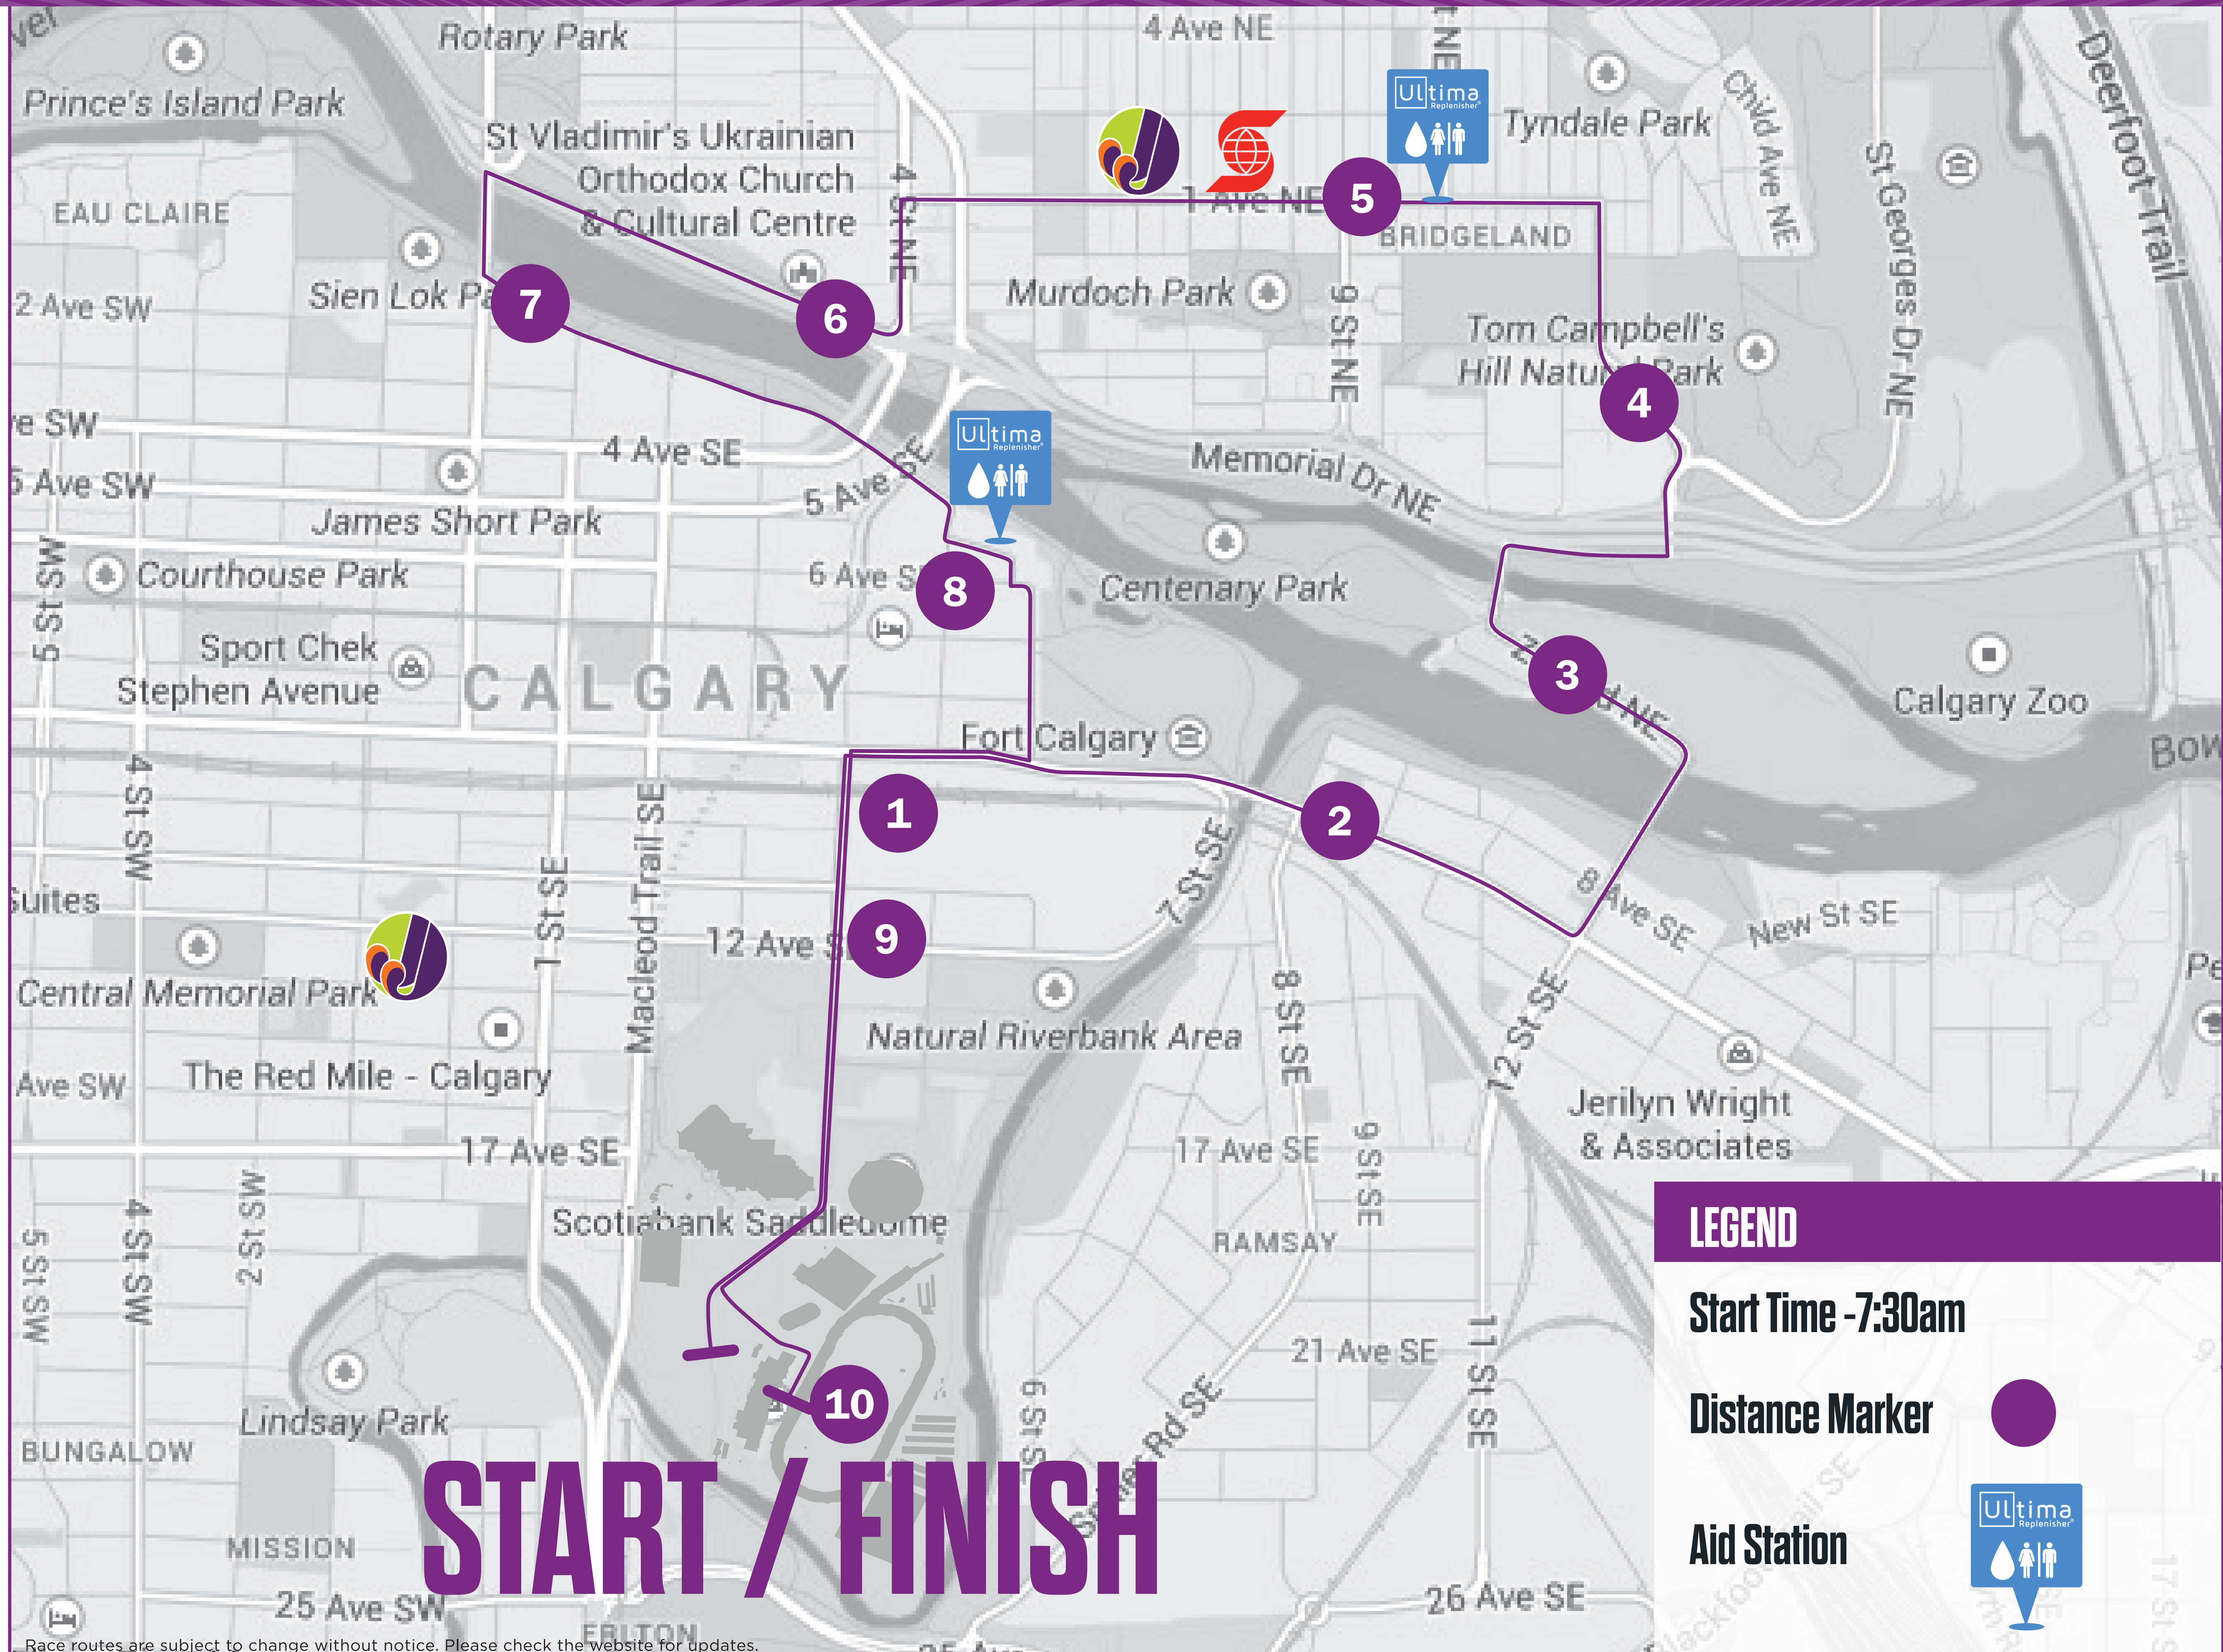 Rotary Park
4 Ave NE
Prince's Island Park
St Vladimir's Ukrainian
Orthodox Church
& Cultural Centre
4 St NE
Ultima
Replenisher
Tyndale Park
Child Ave NE
St Georges Dr NE
Deerfoot Trail
EAU CLAIRE
1 Ave NE
5
BRIDGELAND
2 Ave SW
Sien Lok
7
6
Murdoch Park
9 St NE
Tom Campbell's
Hill Natu Park
4
4 Ave SE
5 Ave SE
Ultima
Replenisher
Memorial Dr NE
5 Ave SW
James Short Park
Courthouse Park
5 St SW
6 Ave S
8
Centenary Park
Sport Chek
Stephen Avenue
CALGARY
3
Calgary Zoo
Fort Calgary
Bow
4 St SW
1
2
7 St SE
8 Ave SE
New St SE
1 St SE
Macleod Trail SE
12 Ave S
9
Central Memorial Park
Natural Riverbank Area
8 St SE
12 St SE
The Red Mile - Calgary
Ave SW
Jerilyn Wright
& Associates
17 Ave SE
17 Ave SE
9 St SE
Scotiabank Saddledome
RAMSAY
5 St SW
4 St SW
2 St SW
21 Ave SE
11 St SE
6 St SE
10
Lindsay Park
BUNGALOW
START / FINISH
MISSION
25 Ave SW
ERLTON
26 Ave SE
LEGEND
Start Time -7:30am
Distance Marker
Aid Station
Ultima
Replenisher
17 St S
Race routes are subject to change without notice. Please check the website for updates.